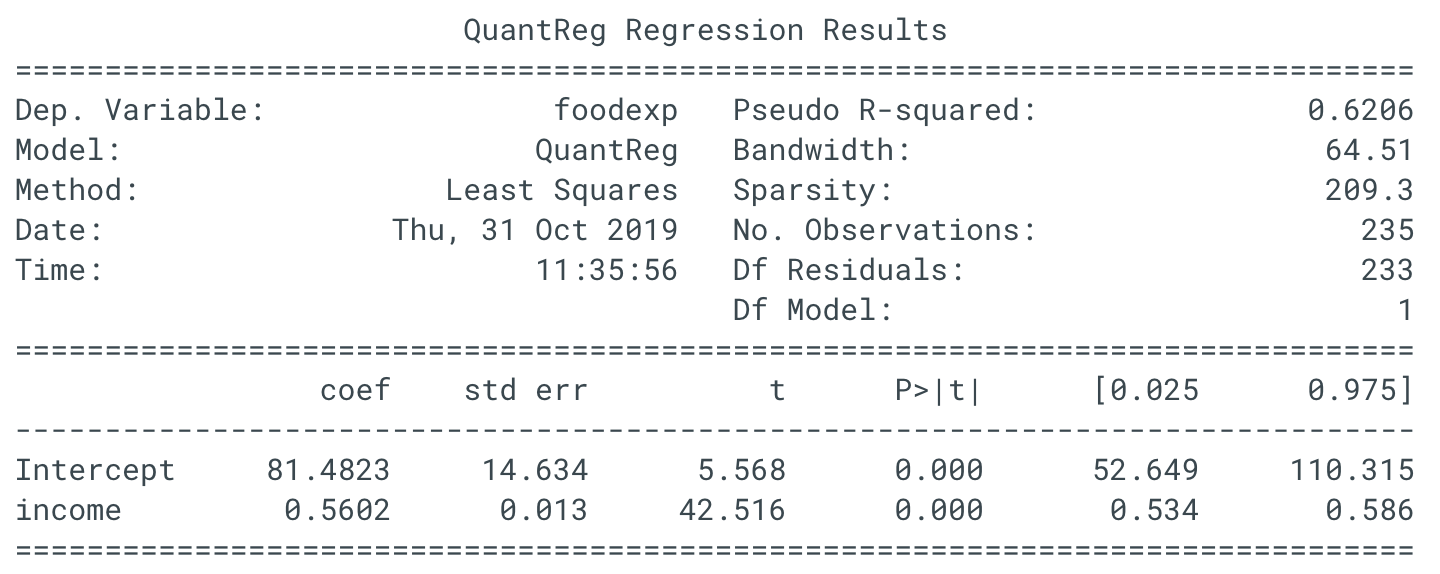 QuantReg Regression Results
==============================================================================
Dep. Variable:                foodexp   Pseudo R-squared:               0.6206
Model:                       QuantReg   Bandwidth:                       64.51
Method:                 Least Squares   Sparsity:                        209.3
Date:                Thu, 31 Oct 2019   No. Observations:                  235
Time:                        11:35:56   Df Residuals:                      233
                                        Df Model:                            1
==============================================================================
                 coef    std err          t      P>|t|      [0.025      0.975]
------------------------------------------------------------------------------
Intercept     81.4823     14.634      5.568      0.000      52.649     110.315
income         0.5602      0.013     42.516      0.000       0.534       0.586
==============================================================================